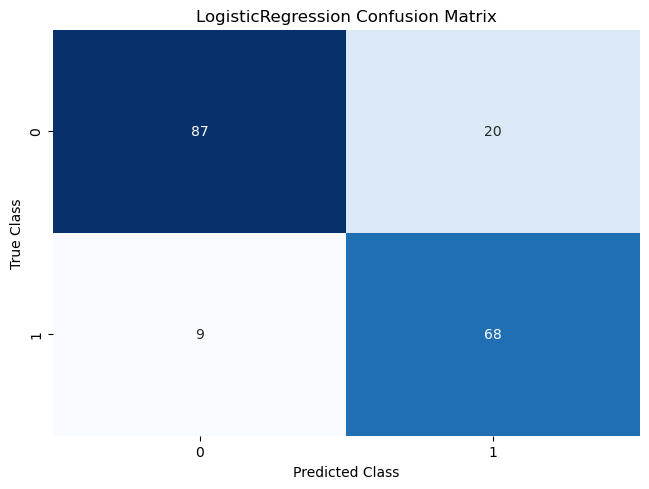 LogisticRegression Confusion Matrix
True Class
0
87
20
1
9
68
0
1
Predicted Class